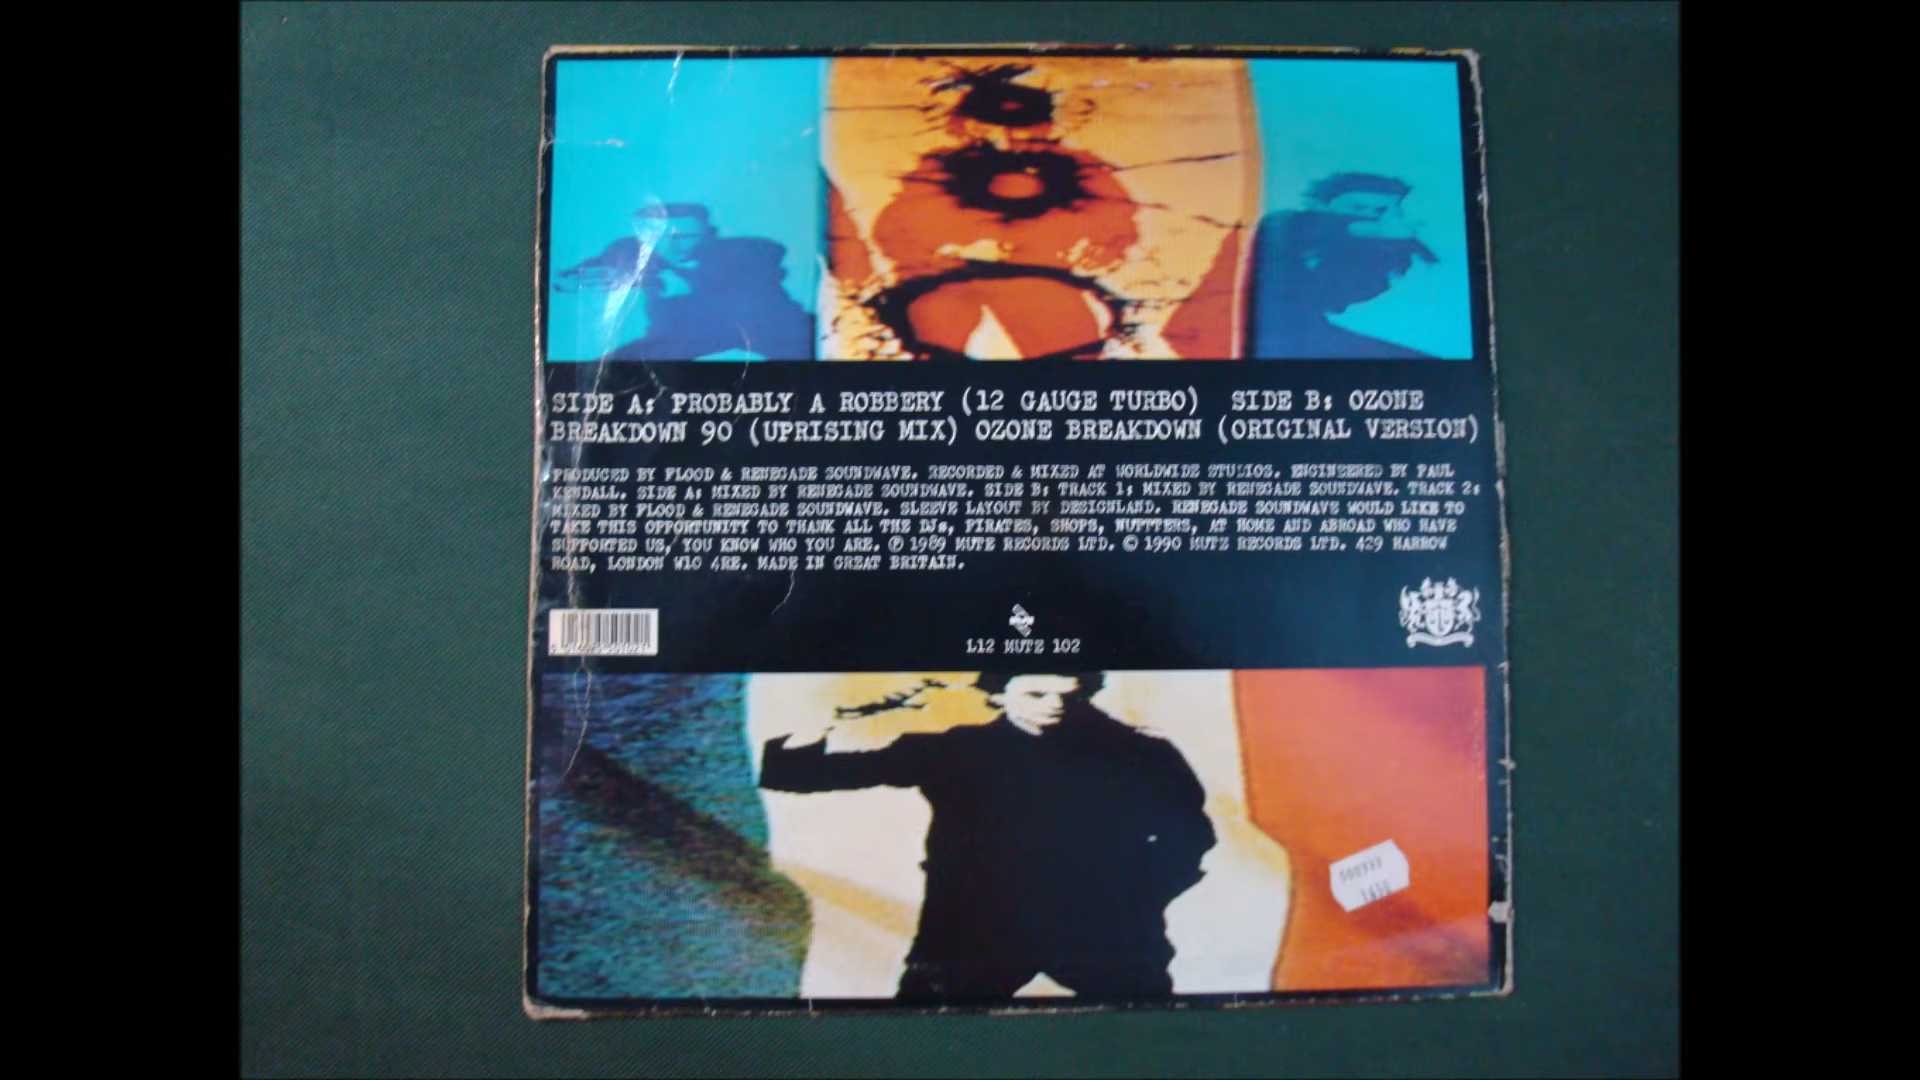 SIDE A: PROBABLY A ROBBERY (12 GAUGE TURBO) SIDE B: OZONE
BREAKDOWN 90 (UPRISING MIX) OZONE BREAKDOWN (ORIGINAL VERSION)
PRODUCED BY FLOOD & RENEGADE SOUNDWAVE. RECORDED & MIXED AT WORLDWIDE STUDIOS. ENGINEERED BY PAUL
KENDALL. SIDE A: MIXED BY RENEGADE SOUNDWAVE. SIDE B: TRACK 1: MIXED BY RENEGADE SOUNDWAVE. TRACK 2:
MIXED BY FLOOD & RENEGADE SOUNDWAVE. SLEEVE LAYOUT BY DESIGNLAND. RENEGADE SOUNDWAVE WOULD LIKE TO
TAKE THIS OPPORTUNITY TO THANK ALL THE DJs, PIRATES, SHOPS, NUTTTERS, AT HOME AND ABROAD WHO HAVE
SUPPORTED US, YOU KNOW WHO YOU ARE. ℗ 1989 MUTE RECORDS LTD. © 1990 MUTE RECORDS LTD. 429 HARROW
ROAD, LONDON W10 4RE. MADE IN GREAT BRITAIN.
L12 MUTE 102